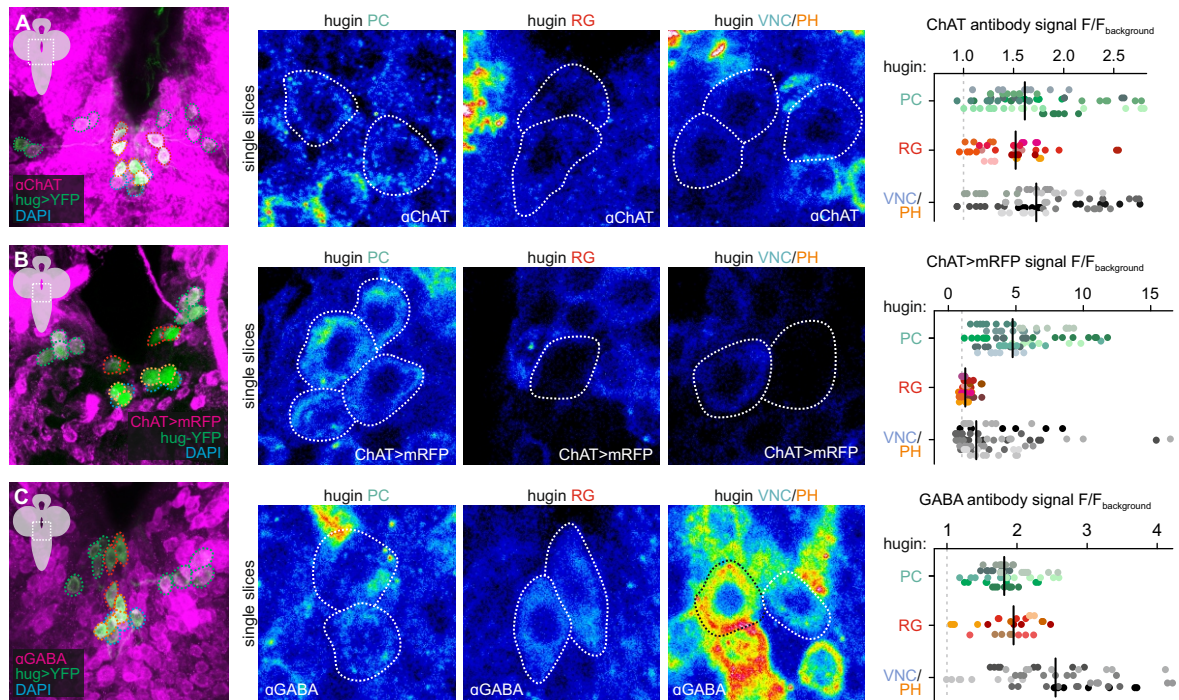 A
αChAT
hug>YFP
DAPI
single slices
hugin PC
hugin RG
αChAT
hugin VNC/PH
αChAT
αChAT
ChAT antibody signal F/Fbackground
hugin:
1.0 1.5 2.0 2.5
PC
RG
VNC/
PH
B
ChAT>mRFP
hug-YFP
DAPI
single slices
hugin PC
ChAT>mRFP
hugin RG
ChAT>mRFP
hugin VNC/PH
ChAT>mRFP
ChAT>mRFP signal F/Fbackground
hugin:
0 1 5 10 15
PC
RG
VNC/
PH
C
αGABA
hug>YFP
DAPI
single slices
hugin PC
αGABA
hugin RG
αGABA
hugin VNC/PH
αGABA
GABA antibody signal F/Fbackground
hugin:
1 2 3 4
PC
RG
VNC/
PH